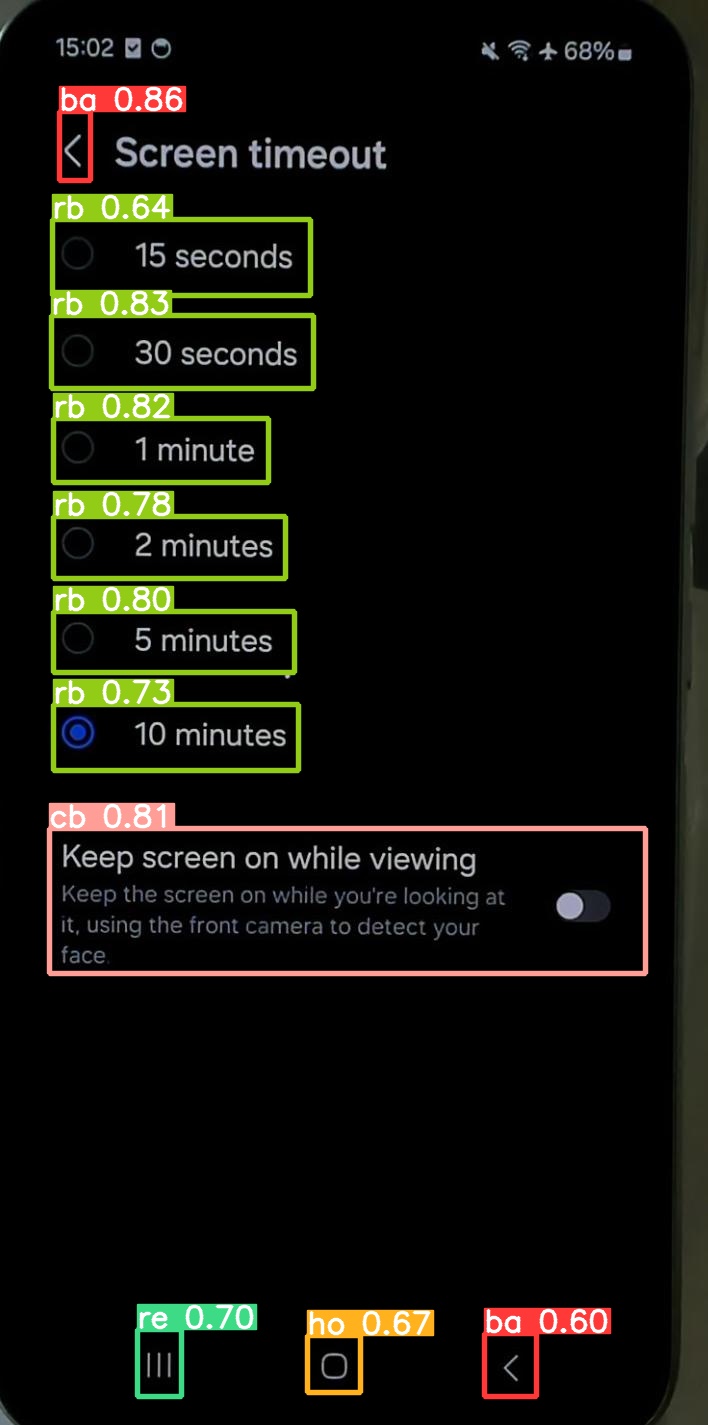 15:02 68%
ba 0.86
Screen timeout
rb 0.64
15 seconds
rb 0.83
30 seconds
rb 0.82
1 minute
rb 0.78
2 minutes
rb 0.80
5 minutes
rb 0.73
10 minutes
cb 0.81
Keep screen on while viewing
Keep the screen on while you're looking at
it, using the front camera to detect your
face.
re 0.70 ho 0.67 ba 0.60